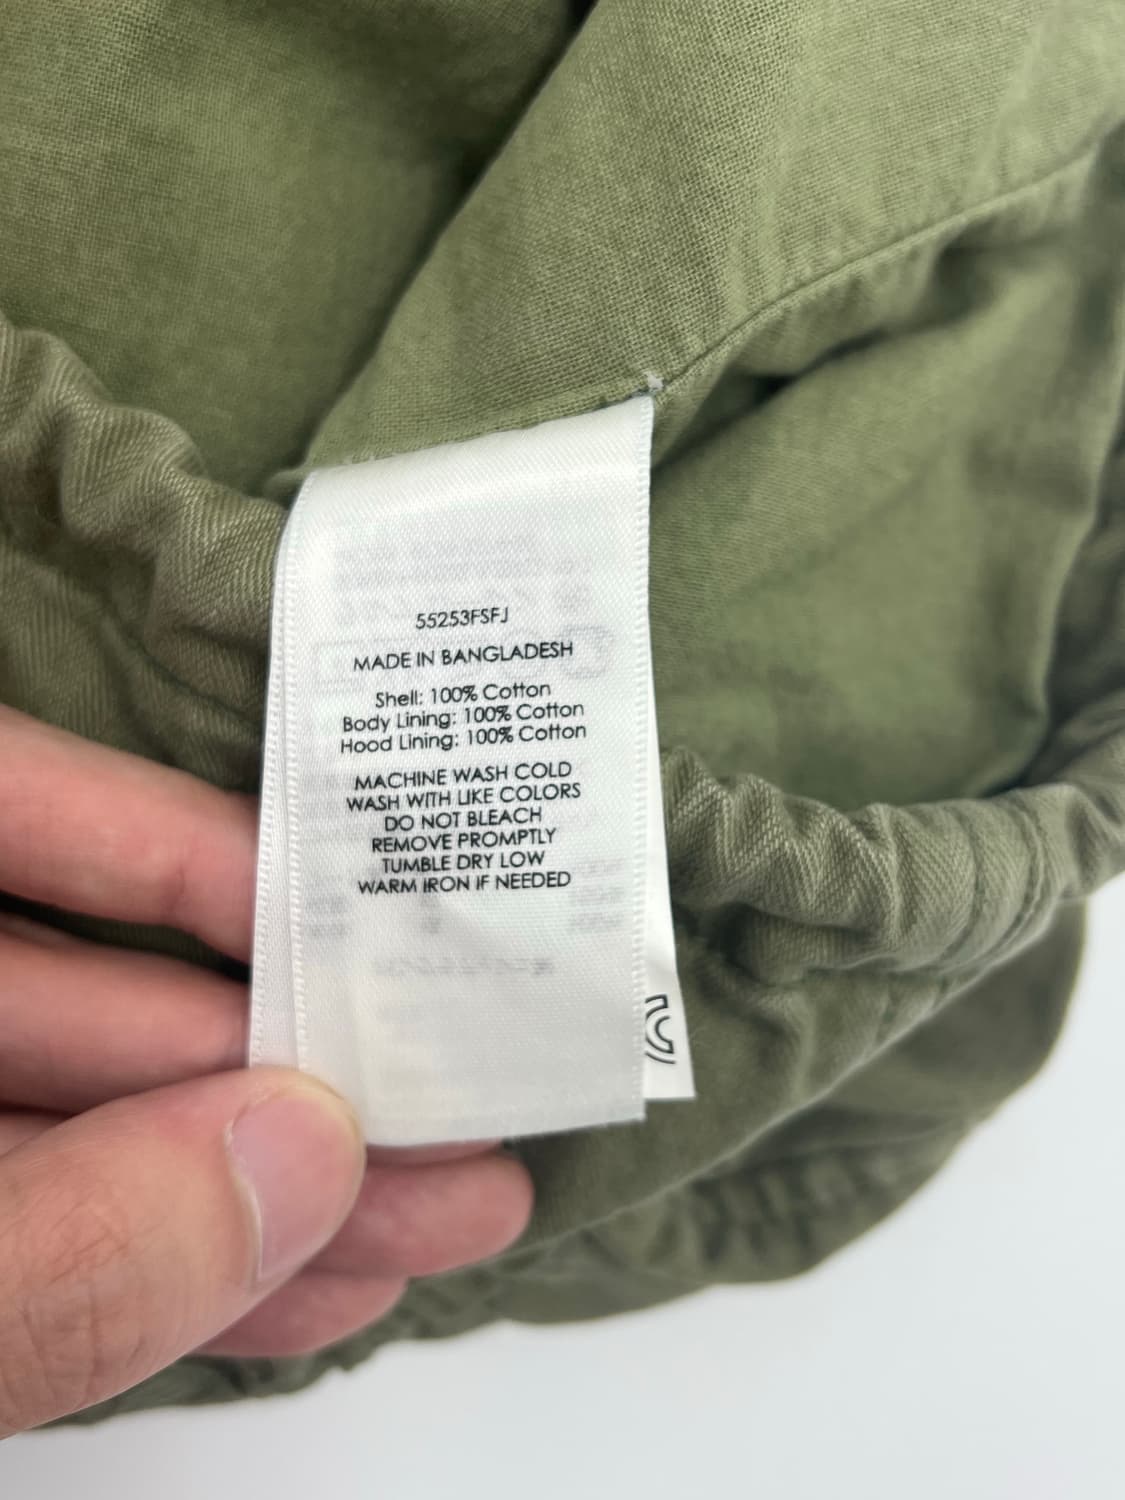 55253FSFJ
MADE IN BANGLADESH
Shell: 100% Cotton
Body Lining: 100% Cotton
Hood Lining: 100% Cotton
MACHINE WASH COLD
WASH WITH LIKE COLORS
DO NOT BLEACH
REMOVE PROMPTLY
TUMBLE DRY LOW
WARM IRON IF NEEDED